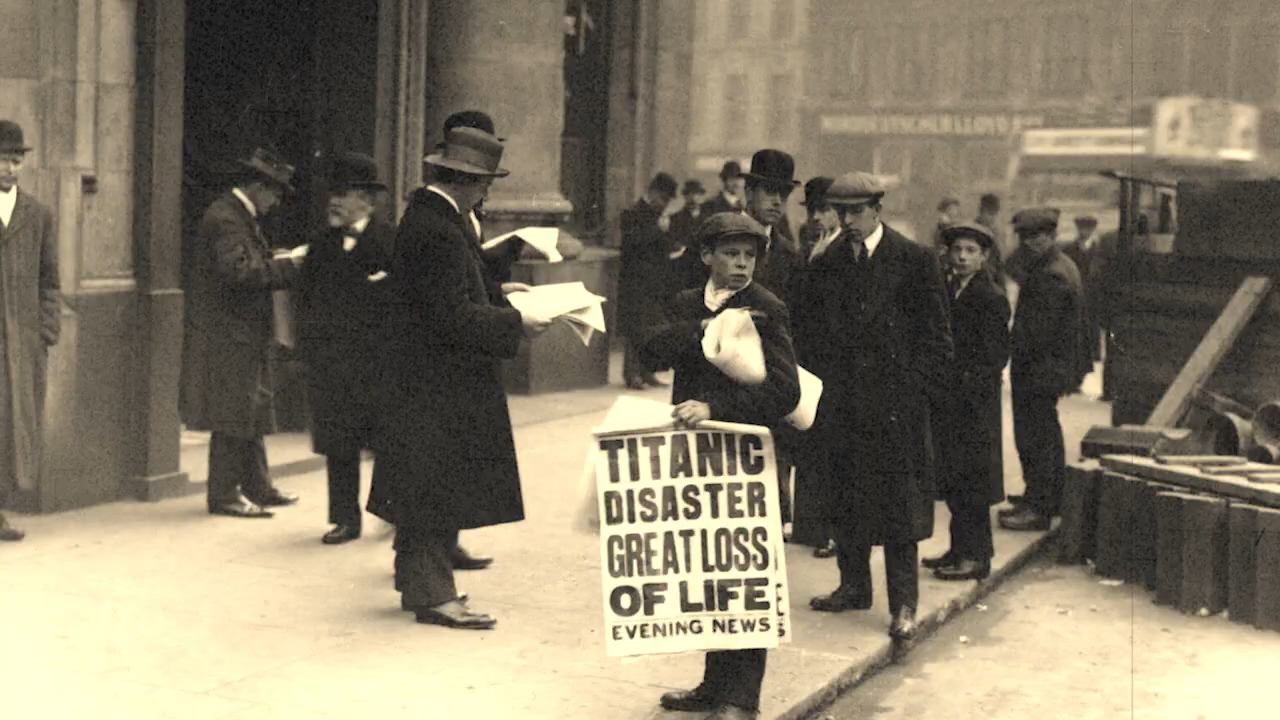 TITANIC
DISASTER
GREAT LOSS
OF LIFE
EVENING NEWS